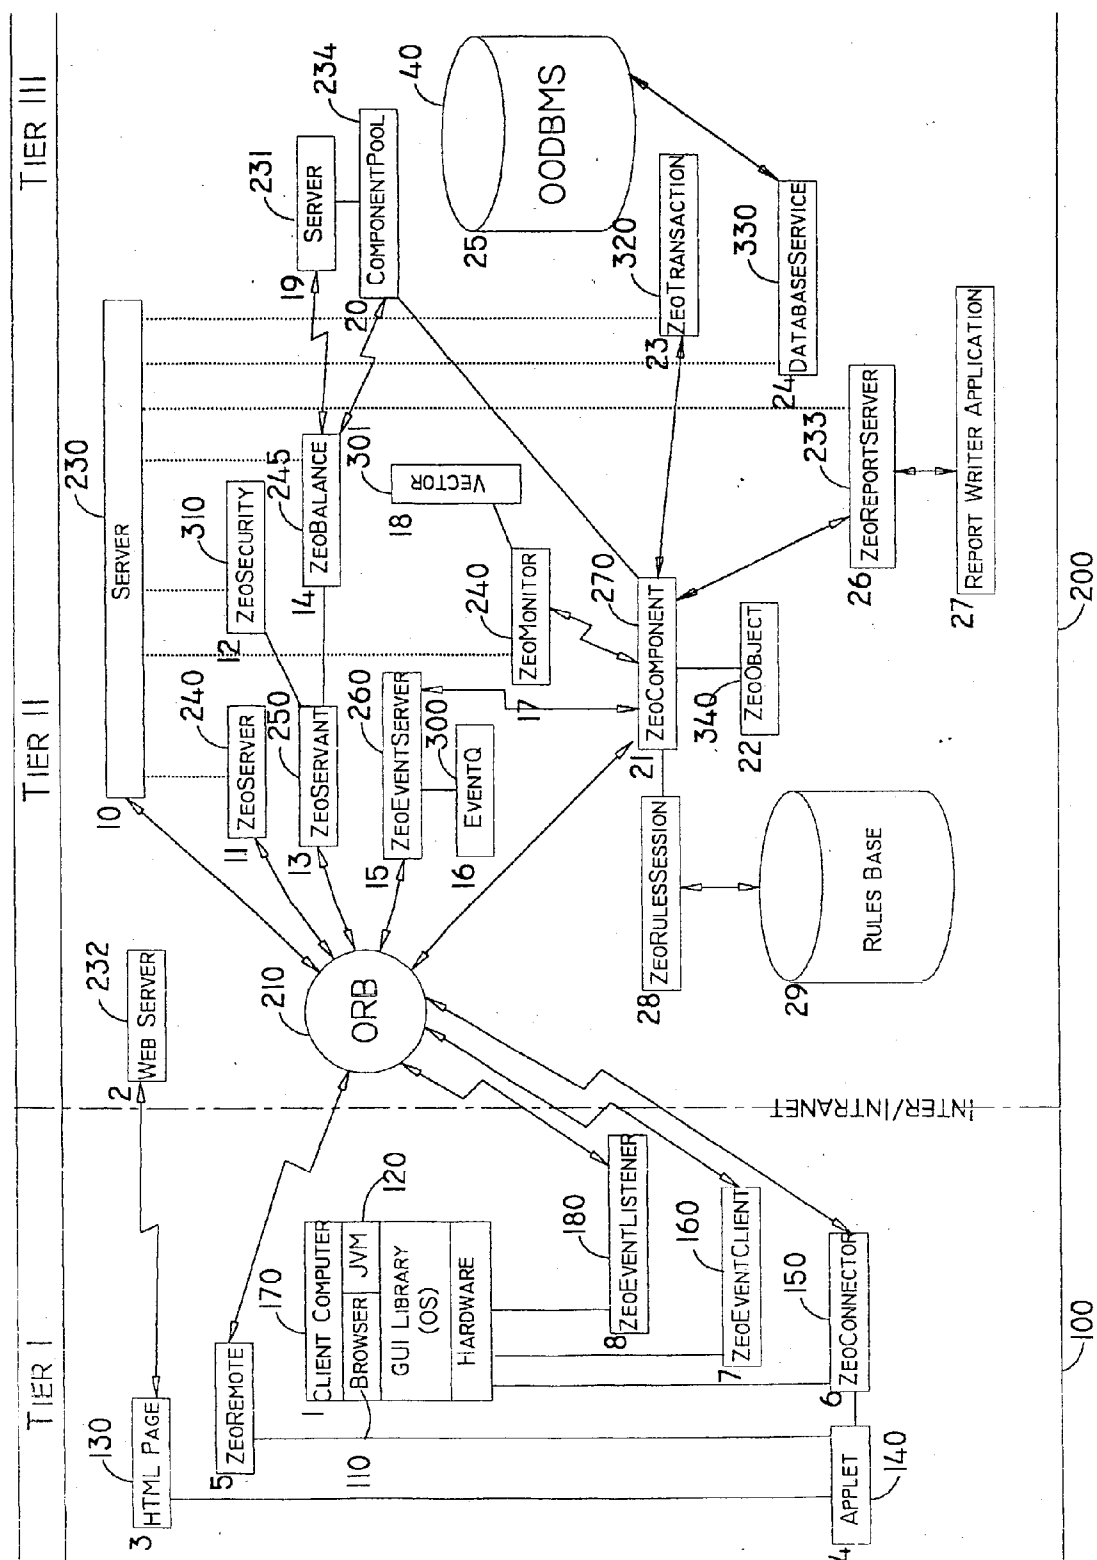 TIER I
TIER II
TIER III
3
HTML PAGE
130
2
WEB SERVER
232
10
SERVER
230
5
ZEOREMOTE
11
ZEOSERVER
240
12
ZEOSECURITY
310
19
SERVER
231
1
CLIENT COMPUTER
170
BROWSER
JVM
110
120
GUI LIBRARY
(OS)
HARDWARE
ORB
210
13
ZEOSERVANT
250
14
ZEOBALANCE
245
20
COMPONENTPOOL
234
15
ZEOEVENTSERVER
260
16
EVENTQ
300
17
18
VECTOR
301
ZEOMONITOR
240
25
OODBMS
40
8
ZEOEVENTLISTENER
180
7
ZEOEVENTCLIENT
160
6
ZEOCONNECTOR
150
4
APPLET
140
INTER/INTRANET
28
ZEORULESSESSION
21
ZEOCOMPONENT
270
23
ZEOTRANSACTION
320
22
ZEOOBJECT
340
24
DATABASESERVICE
330
29
RULES BASE
26
ZEOREPORTSERVER
233
27
REPORT WRITER APPLICATION
100
200